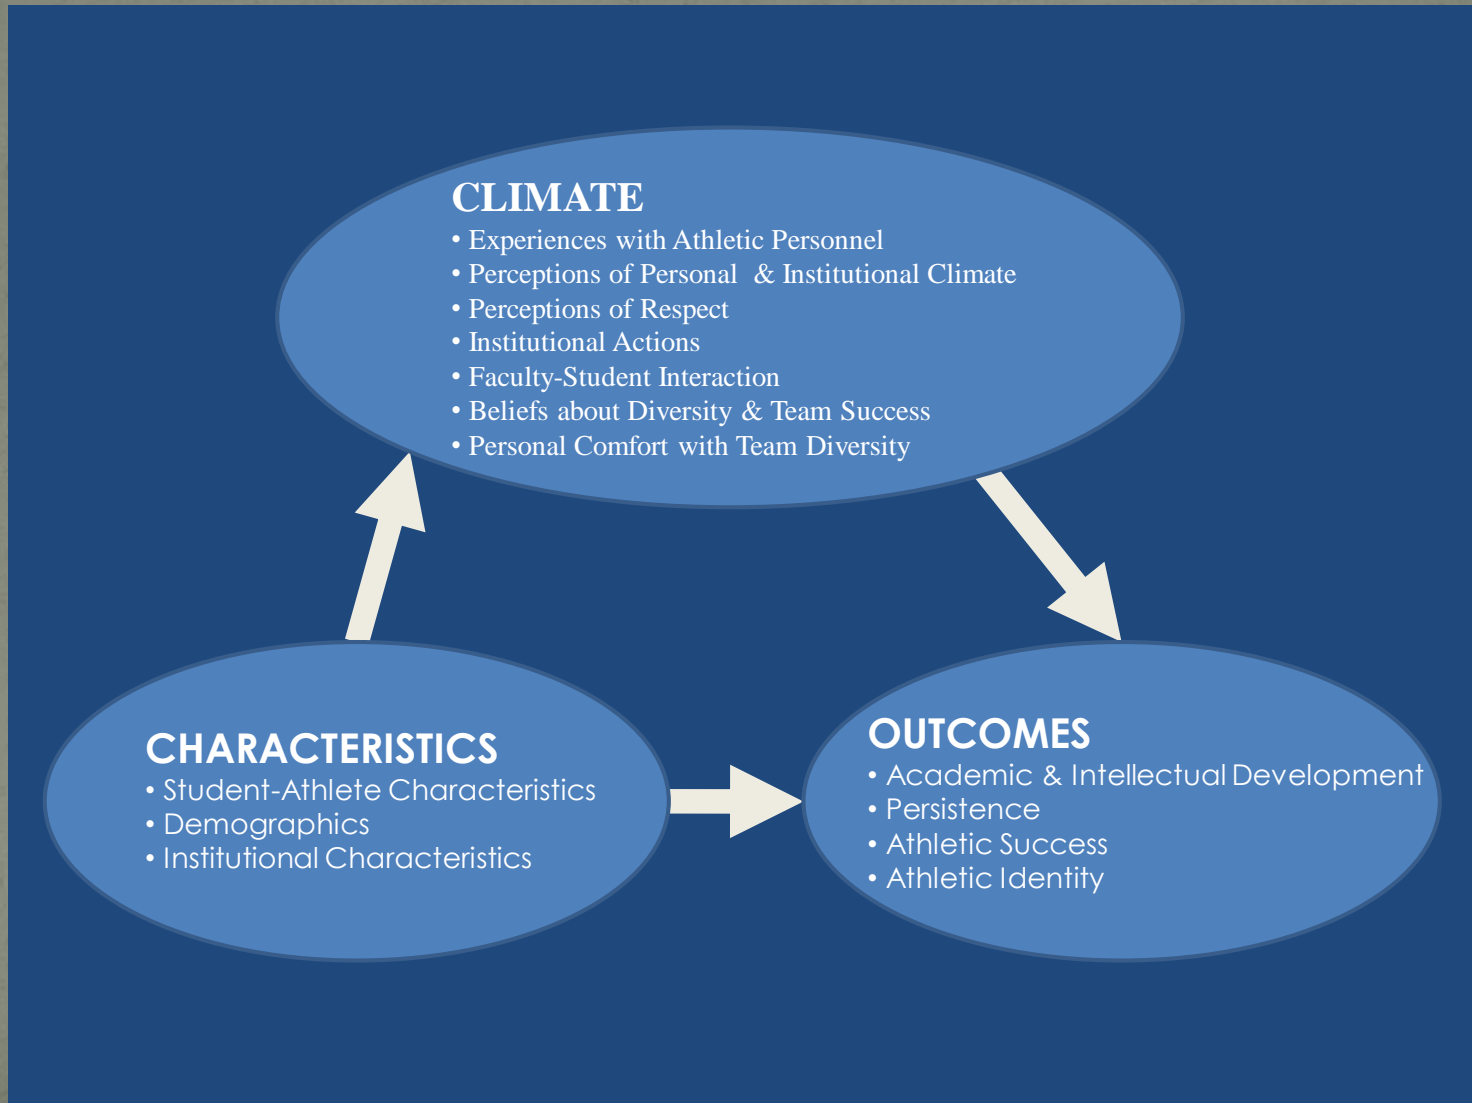 CLIMATE
• Experiences with Athletic Personnel
• Perceptions of Personal & Institutional Climate
• Perceptions of Respect
• Institutional Actions
• Faculty-Student Interaction
• Beliefs about Diversity & Team Success
• Personal Comfort with Team Diversity
CHARACTERISTICS
• Student-Athlete Characteristics
• Demographics
• Institutional Characteristics
OUTCOMES
• Academic & Intellectual Development
• Persistence
• Athletic Success
• Athletic Identity